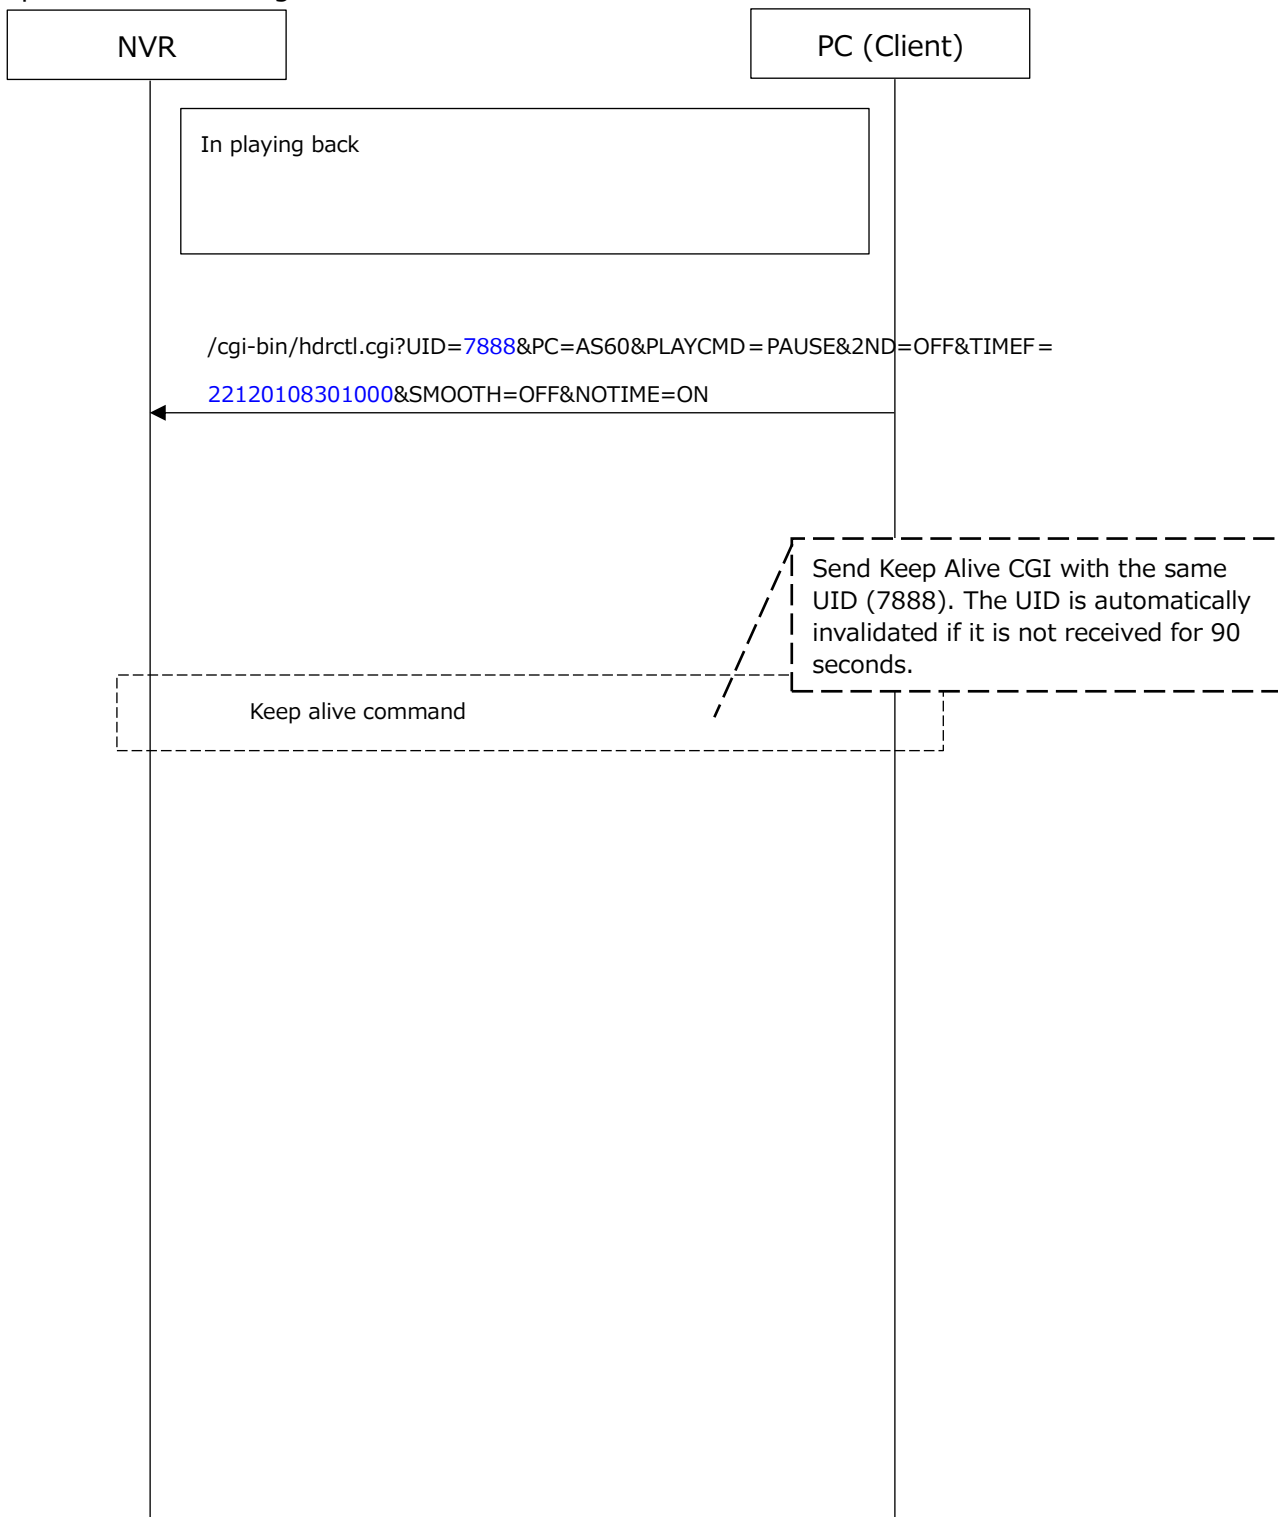 NVR
PC (Client)
In playing back
/cgi-bin/hdrctl.cgi?UID=7888&PC=AS60&PLAYCMD=PAUSE&2ND=OFF&TIMEF=
22120108301000&SMOOTH=OFF&NOTIME=ON
Send Keep Alive CGI with the same
UID (7888). The UID is automatically
invalidated if it is not received for 90
seconds.
Keep alive command